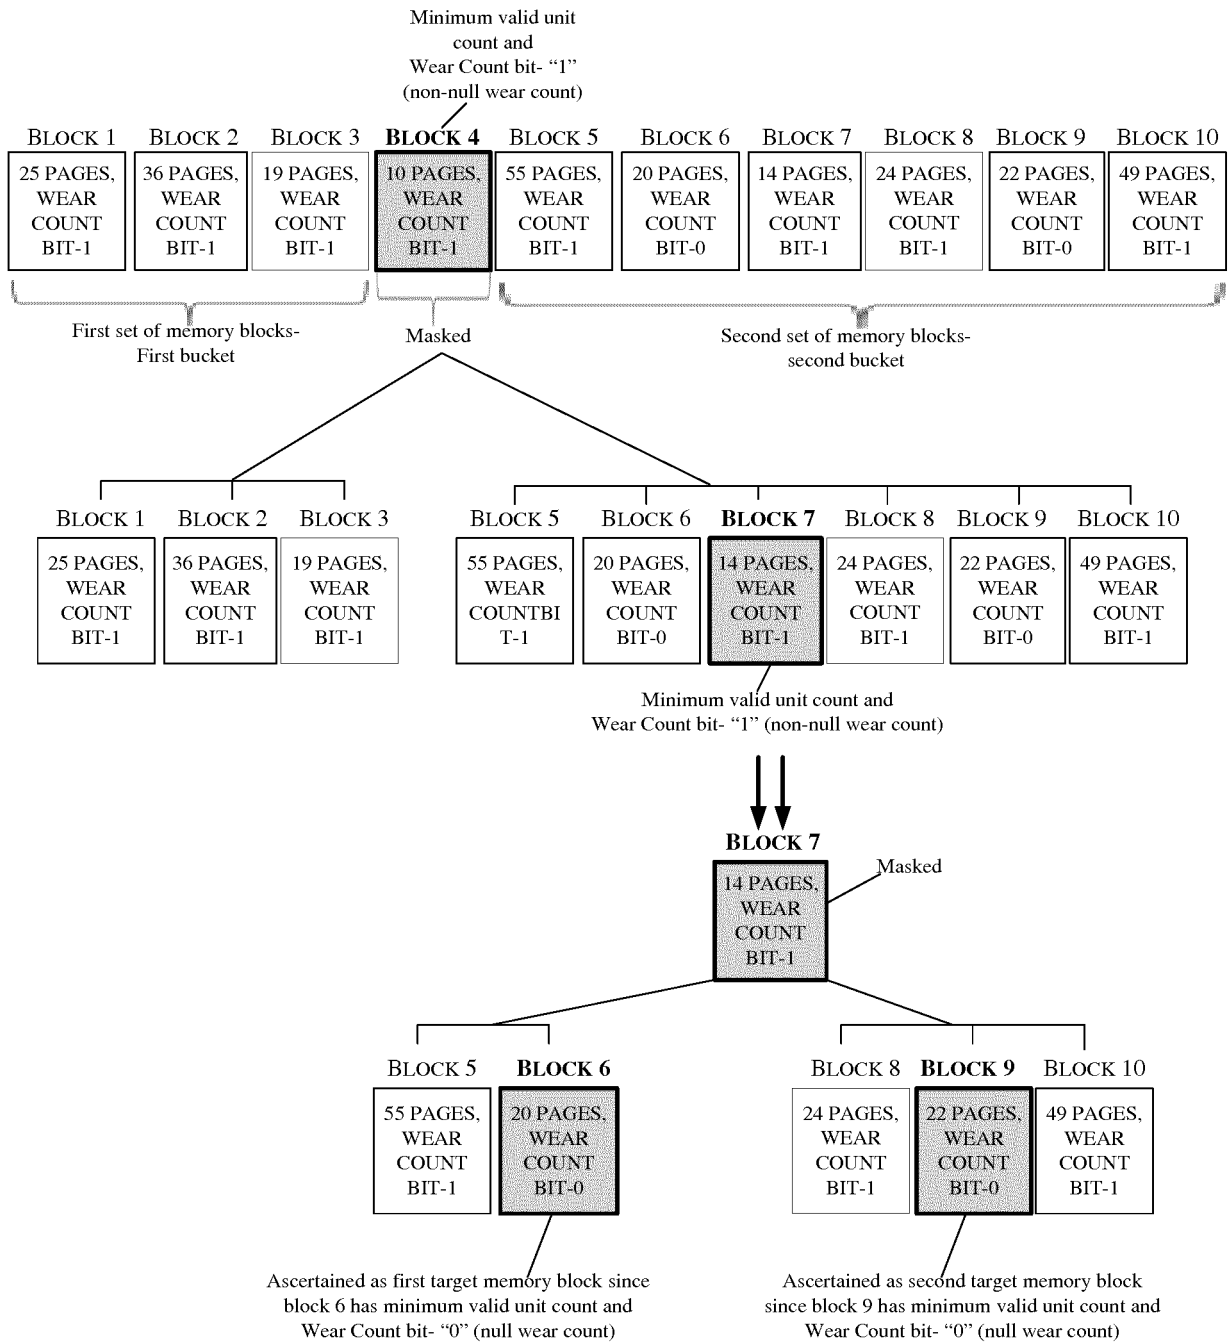 Minimum valid unit
count and
Wear Count bit- “1”
(non-null wear count)
BLOCK 1 BLOCK 2 BLOCK 3 BLOCK 4 BLOCK 5 BLOCK 6 BLOCK 7 BLOCK 8 BLOCK 9 BLOCK 10
25 PAGES, 36 PAGES, 19 PAGES, 10 PAGES, 55 PAGES, 20 PAGES, 14 PAGES, 24 PAGES, 22 PAGES, 49 PAGES,
WEAR WEAR WEAR WEAR WEAR WEAR WEAR WEAR WEAR WEAR
COUNT COUNT COUNT COUNT COUNT COUNT COUNT COUNT COUNT COUNT
BIT-1 BIT-1 BIT-1 BIT-1 BIT-1 BIT-0 BIT-1 BIT-1 BIT-0 BIT-1
First set of memory blocks-
First bucket
Masked
Second set of memory blocks-
second bucket
BLOCK 1 BLOCK 2 BLOCK 3 BLOCK 5 BLOCK 6 BLOCK 7 BLOCK 8 BLOCK 9 BLOCK 10
25 PAGES, 36 PAGES, 19 PAGES, 55 PAGES, 20 PAGES, 14 PAGES, 24 PAGES, 22 PAGES, 49 PAGES,
WEAR WEAR WEAR WEAR WEAR WEAR WEAR WEAR WEAR
COUNT COUNT COUNT COUNTBI COUNT COUNT COUNT COUNT COUNT
BIT-1 BIT-1 BIT-1 T-1 BIT-0 BIT-1 BIT-1 BIT-0 BIT-1
Minimum valid unit count and
Wear Count bit- “1” (non-null wear count)
BLOCK 7
14 PAGES,
WEAR
COUNT
BIT-1
Masked
BLOCK 5 BLOCK 6 BLOCK 8 BLOCK 9 BLOCK 10
55 PAGES, 20 PAGES, 24 PAGES, 22 PAGES, 49 PAGES,
WEAR WEAR WEAR WEAR WEAR
COUNT COUNT COUNT COUNT COUNT
BIT-1 BIT-0 BIT-1 BIT-0 BIT-1
Ascertained as first target memory block since
block 6 has minimum valid unit count and
Wear Count bit- “0” (null wear count)
Ascertained as second target memory block
since block 9 has minimum valid unit count and
Wear Count bit- “0” (null wear count)